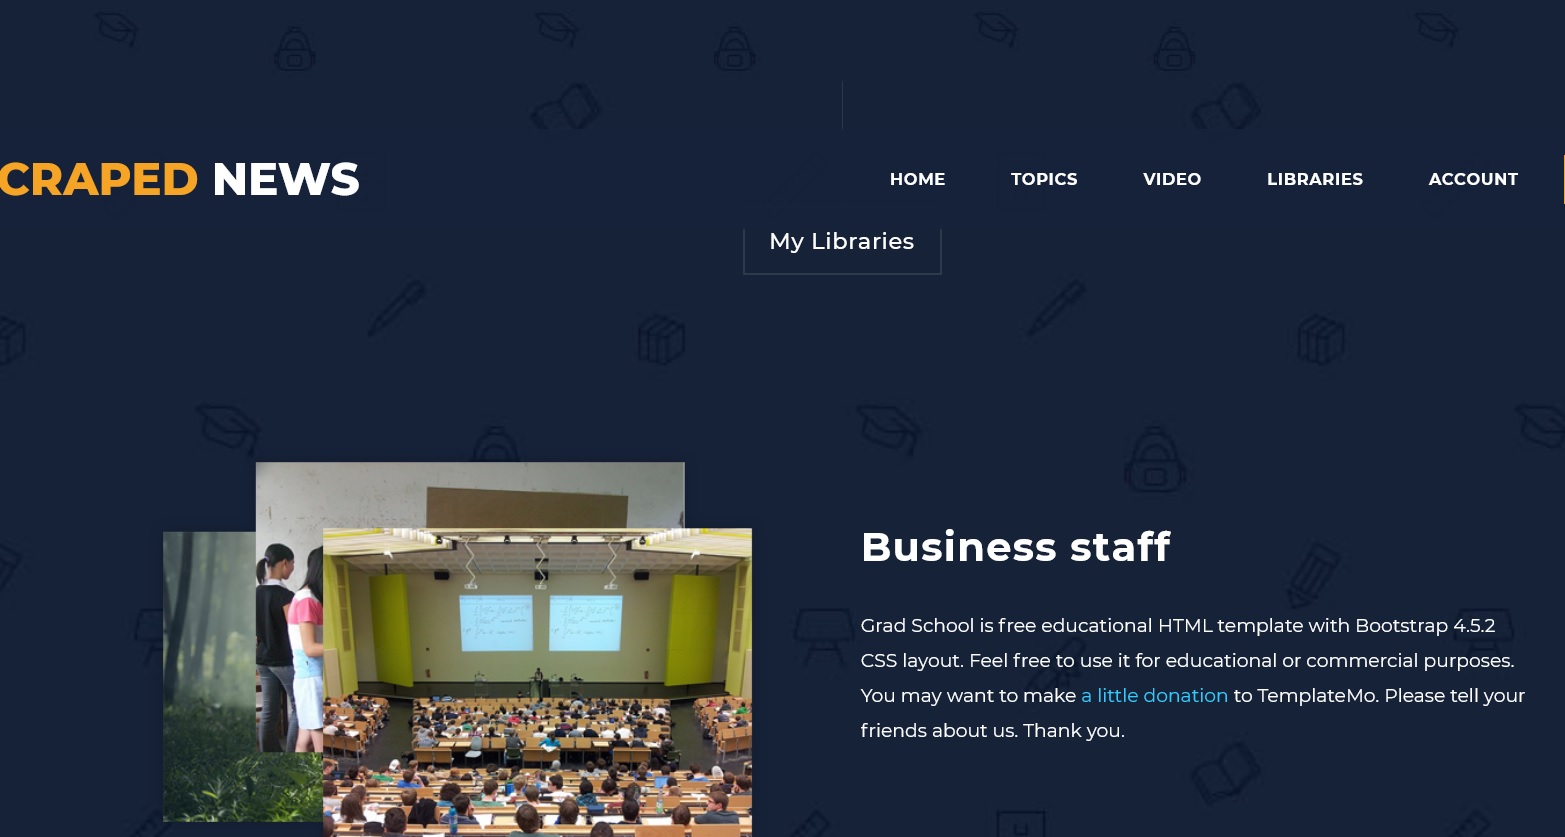 CRAPED NEWS
HOME TOPICS VIDEO LIBRARIES ACCOUNT
My Libraries
Business staff
Grad School is free educational HTML template with Bootstrap 4.5.2
CSS layout. Feel free to use it for educational or commercial purposes.
You may want to make a little donation to TemplateMo. Please tell your
friends about us. Thank you.